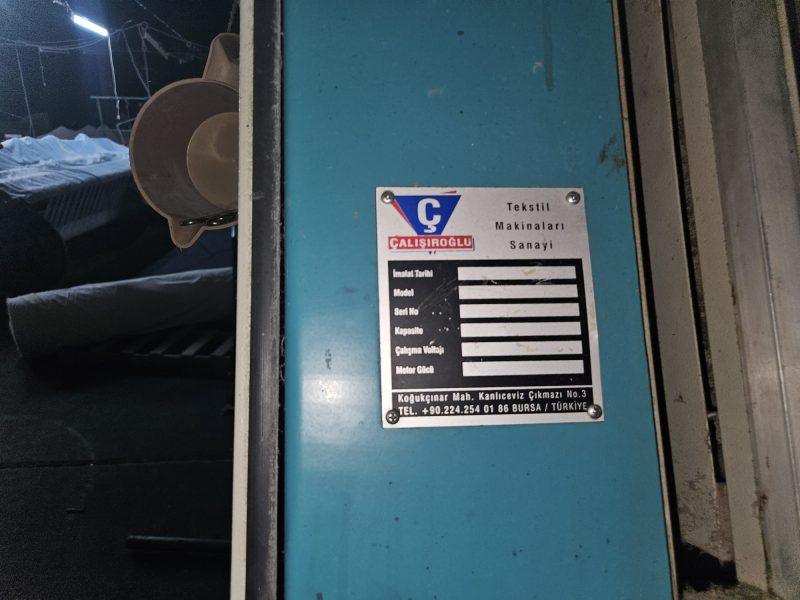 Ç
ÇALIŞIROĞLU
Tekstil
Makinaları
Sanayi
İmalat Tarihi
Model
Seri No
Kapasite
Çalışma Voltajı
Motor Gücü
Koğukçınar Mah. Kanlıceviz Çıkmazı No.3
TEL. +90.224.254 01 86 BURSA / TÜRKİYE